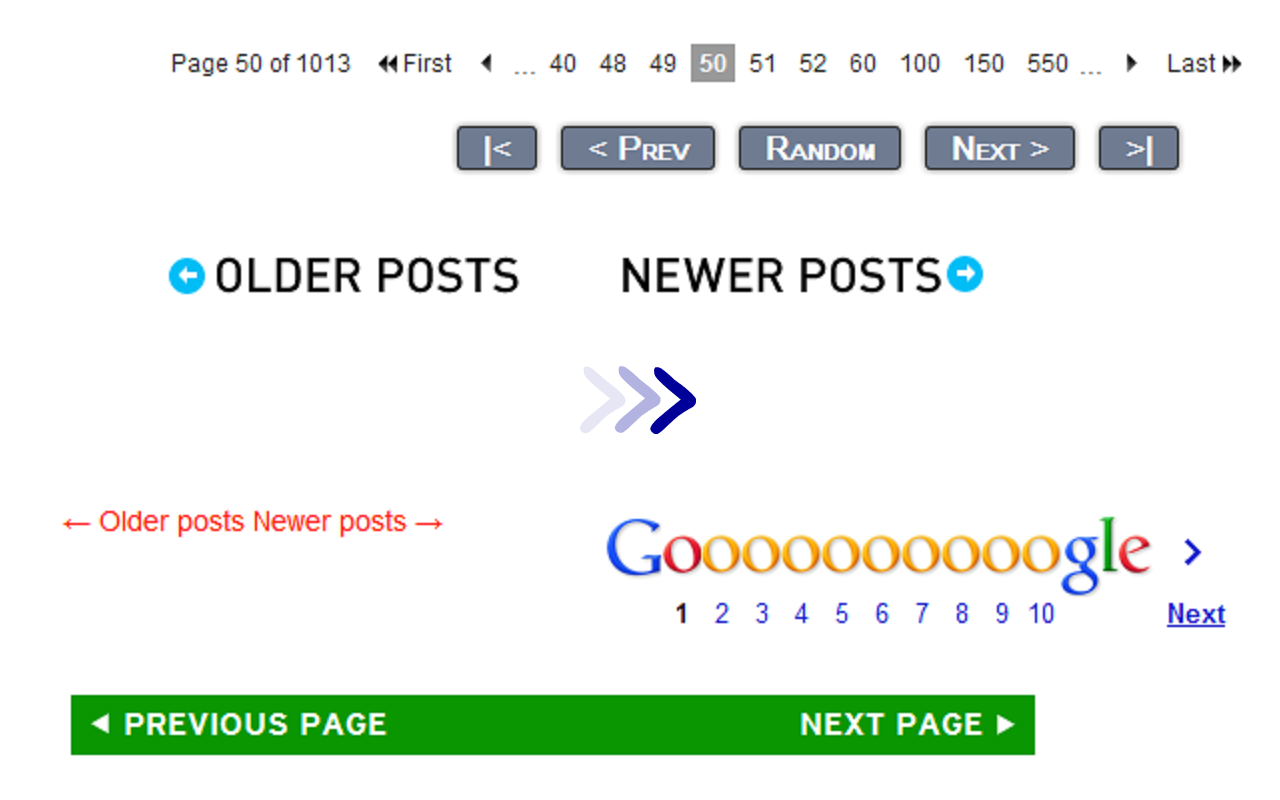 Page 50 of 1013 First ... 40 48 49 50 51 52 60 100 150 550 ... Last
|< < Prev Random Next > >|
OLDER POSTS NEWER POSTS
← Older posts Newer posts →
Goooooooooogle >
1 2 3 4 5 6 7 8 9 10 Next
PREVIOUS PAGE NEXT PAGE